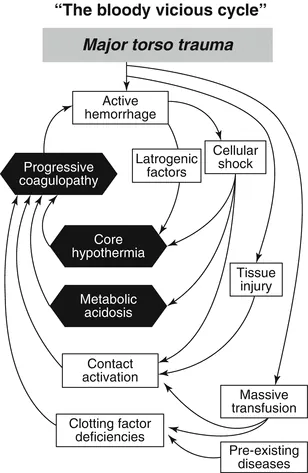 “The bloody vicious cycle”
Major torso trauma
Active
hemorrhage
Latrogenic
factors
Cellular
shock
Progressive
coagulopathy
Core
hypothermia
Metabolic
acidosis
Tissue
injury
Contact
activation
Massive
transfusion
Clotting factor
deficiencies
Pre-existing
diseases